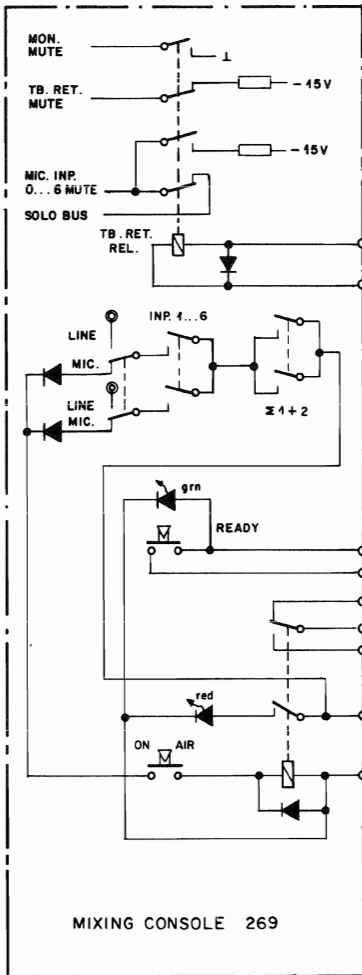 MON.
MUTE
TB. RET.
MUTE
-15V
-15V
MIC. INP.
0...6 MUTE
SOLO BUS
TB. RET.
REL.
INP. 1...6
LINE
MIC.
LINE
MIC.
Σ 1+2
grn
READY
red
ON AIR
MIXING CONSOLE 269